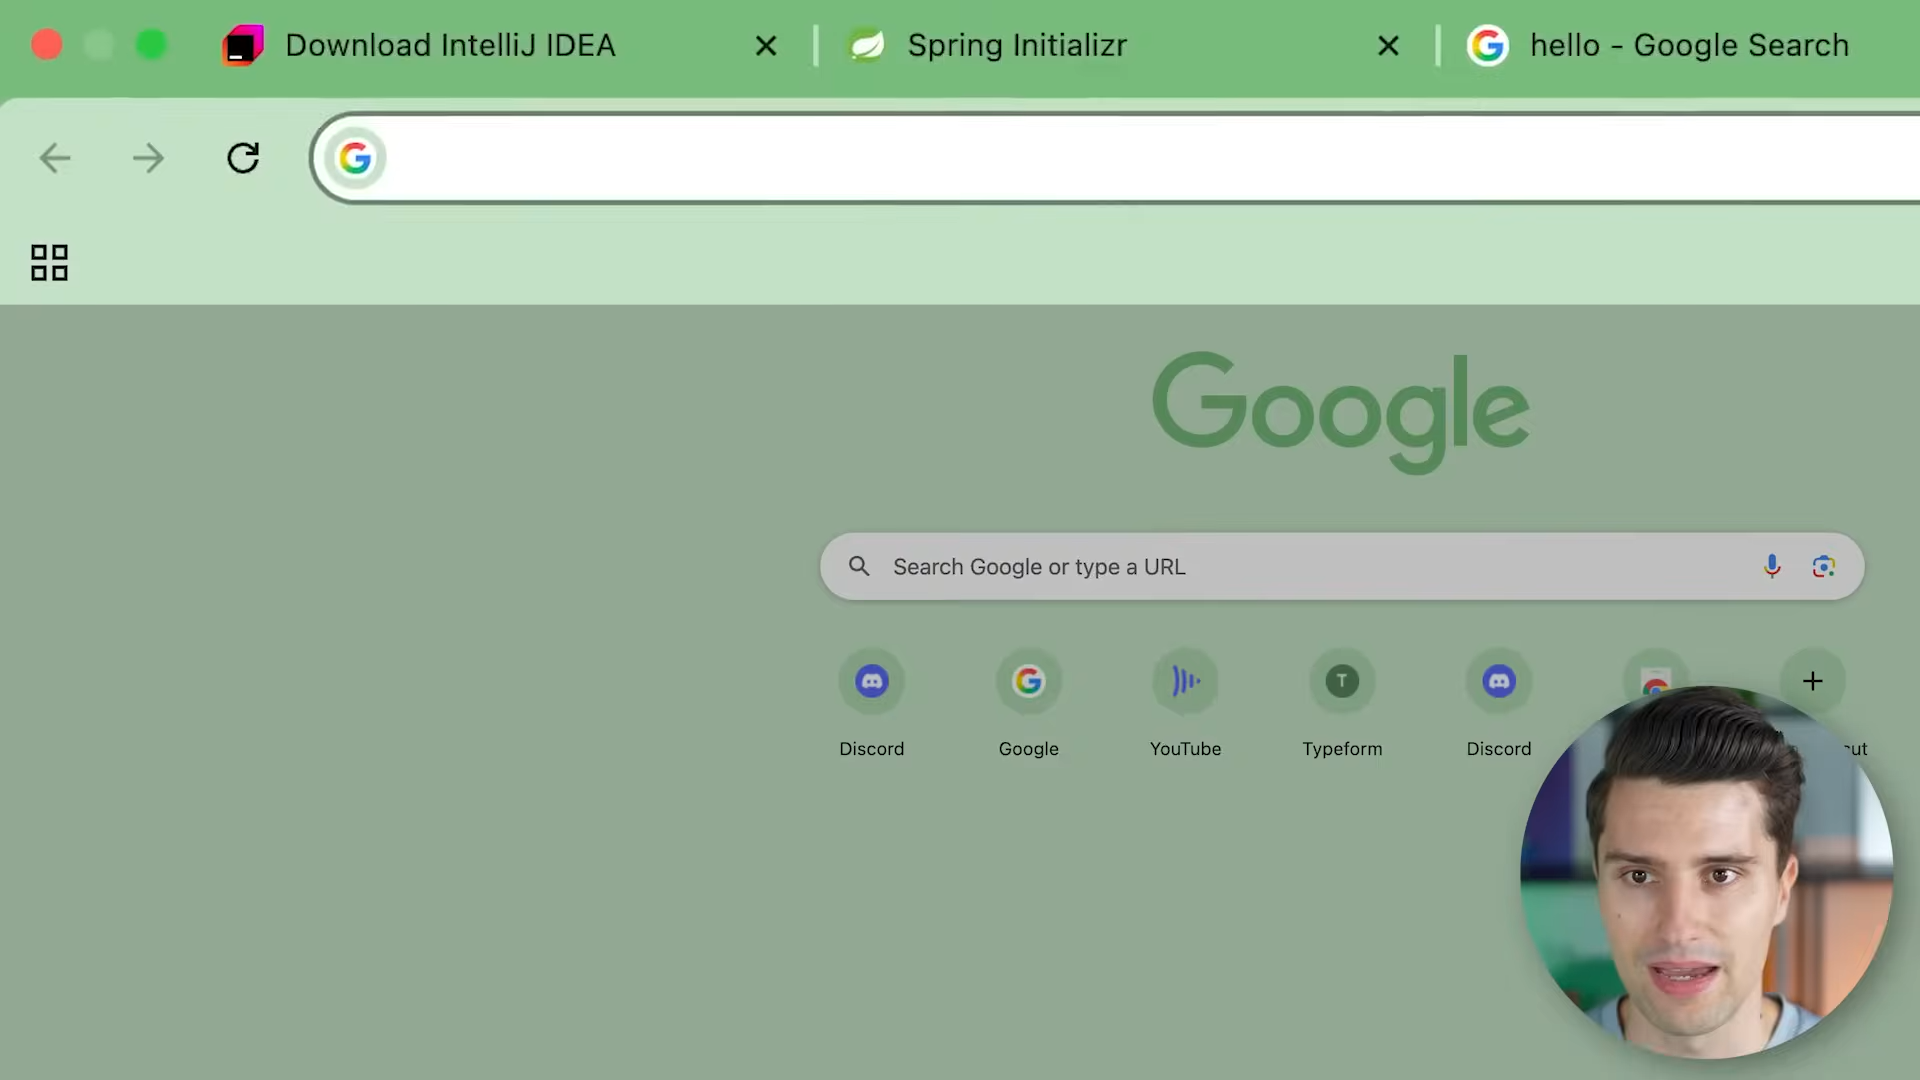 Download IntelliJ IDEA
Spring Initializr
hello - Google Search
Google
Search Google or type a URL
T
Discord
Google
YouTube
Typeform
Discord